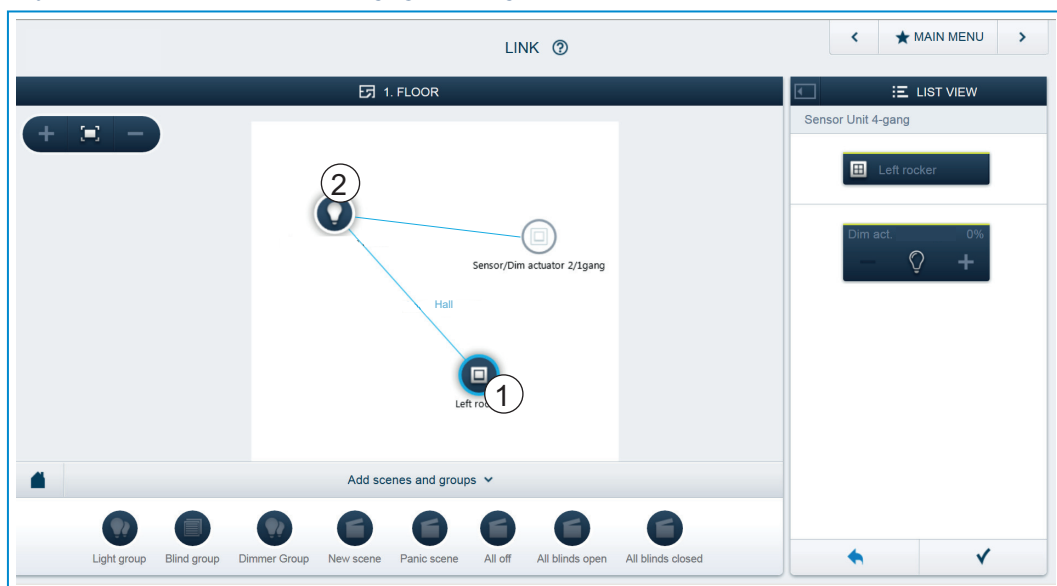 LINK ?
MAIN MENU
1. FLOOR
LIST VIEW
Sensor Unit 4-gang
Left rocker
Dim act. 0%
2
Sensor/Dim actuator 2/1gang
Hall
1
Left
Add scenes and groups
Light group Blind group Dimmer Group New scene Panic scene All off All blinds open All blinds closed